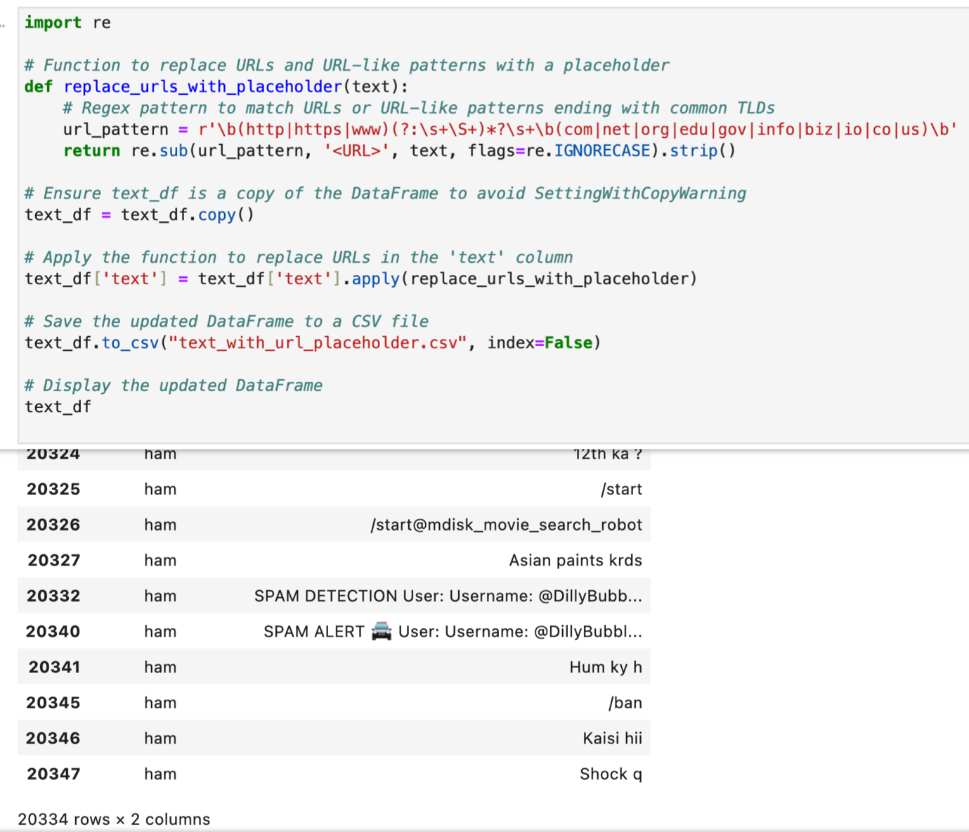 import re
# Function to replace URLs and URL-like patterns with a placeholder
def replace_urls_with_placeholder(text):
    # Regex pattern to match URLs or URL-like patterns ending with common TLDs
    url_pattern = r'\b(http|https|www)(?:\s+\S+)*?\s+\b(com|net|org|edu|gov|info|biz|io|co|us)\b'
    return re.sub(url_pattern, '<URL>', text, flags=re.IGNORECASE).strip()
# Ensure text_df is a copy of the DataFrame to avoid SettingWithCopyWarning
text_df = text_df.copy()
# Apply the function to replace URLs in the 'text' column
text_df['text'] = text_df['text'].apply(replace_urls_with_placeholder)
# Save the updated DataFrame to a CSV file
text_df.to_csv("text_with_url_placeholder.csv", index=False)
# Display the updated DataFrame
text_df
20324 ham 12th ka ?
20325 ham /start
20326 ham /start@mdisk_movie_search_robot
20327 ham Asian paints krds
20332 ham SPAM DETECTION User: Username: @DillyBubb...
20340 ham SPAM ALERT 🚔 User: Username: @DillyBubbl...
20341 ham Hum ky h
20345 ham /ban
20346 ham Kaisi hii
20347 ham Shock q
20334 rows × 2 columns